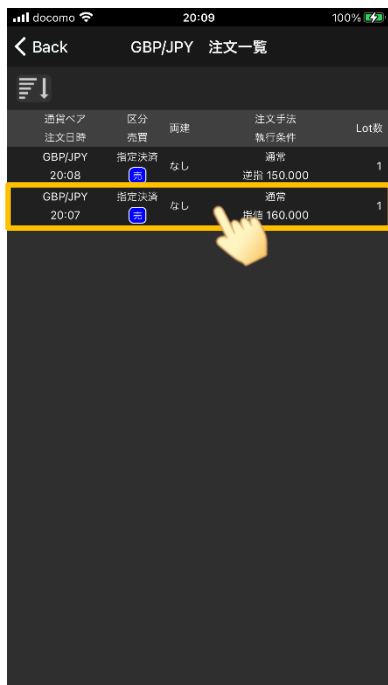 docomo 20:09 100%
Back GBP/JPY 注文一覧
通貨ペア 区分 両建 注文手法 Lot数
注文日時 売買 執行条件
GBP/JPY 指定決済 なし 通常 1
20:08 売 逆指 150.000
GBP/JPY 指定決済 なし 通常 1
20:07 売 指値 160.000